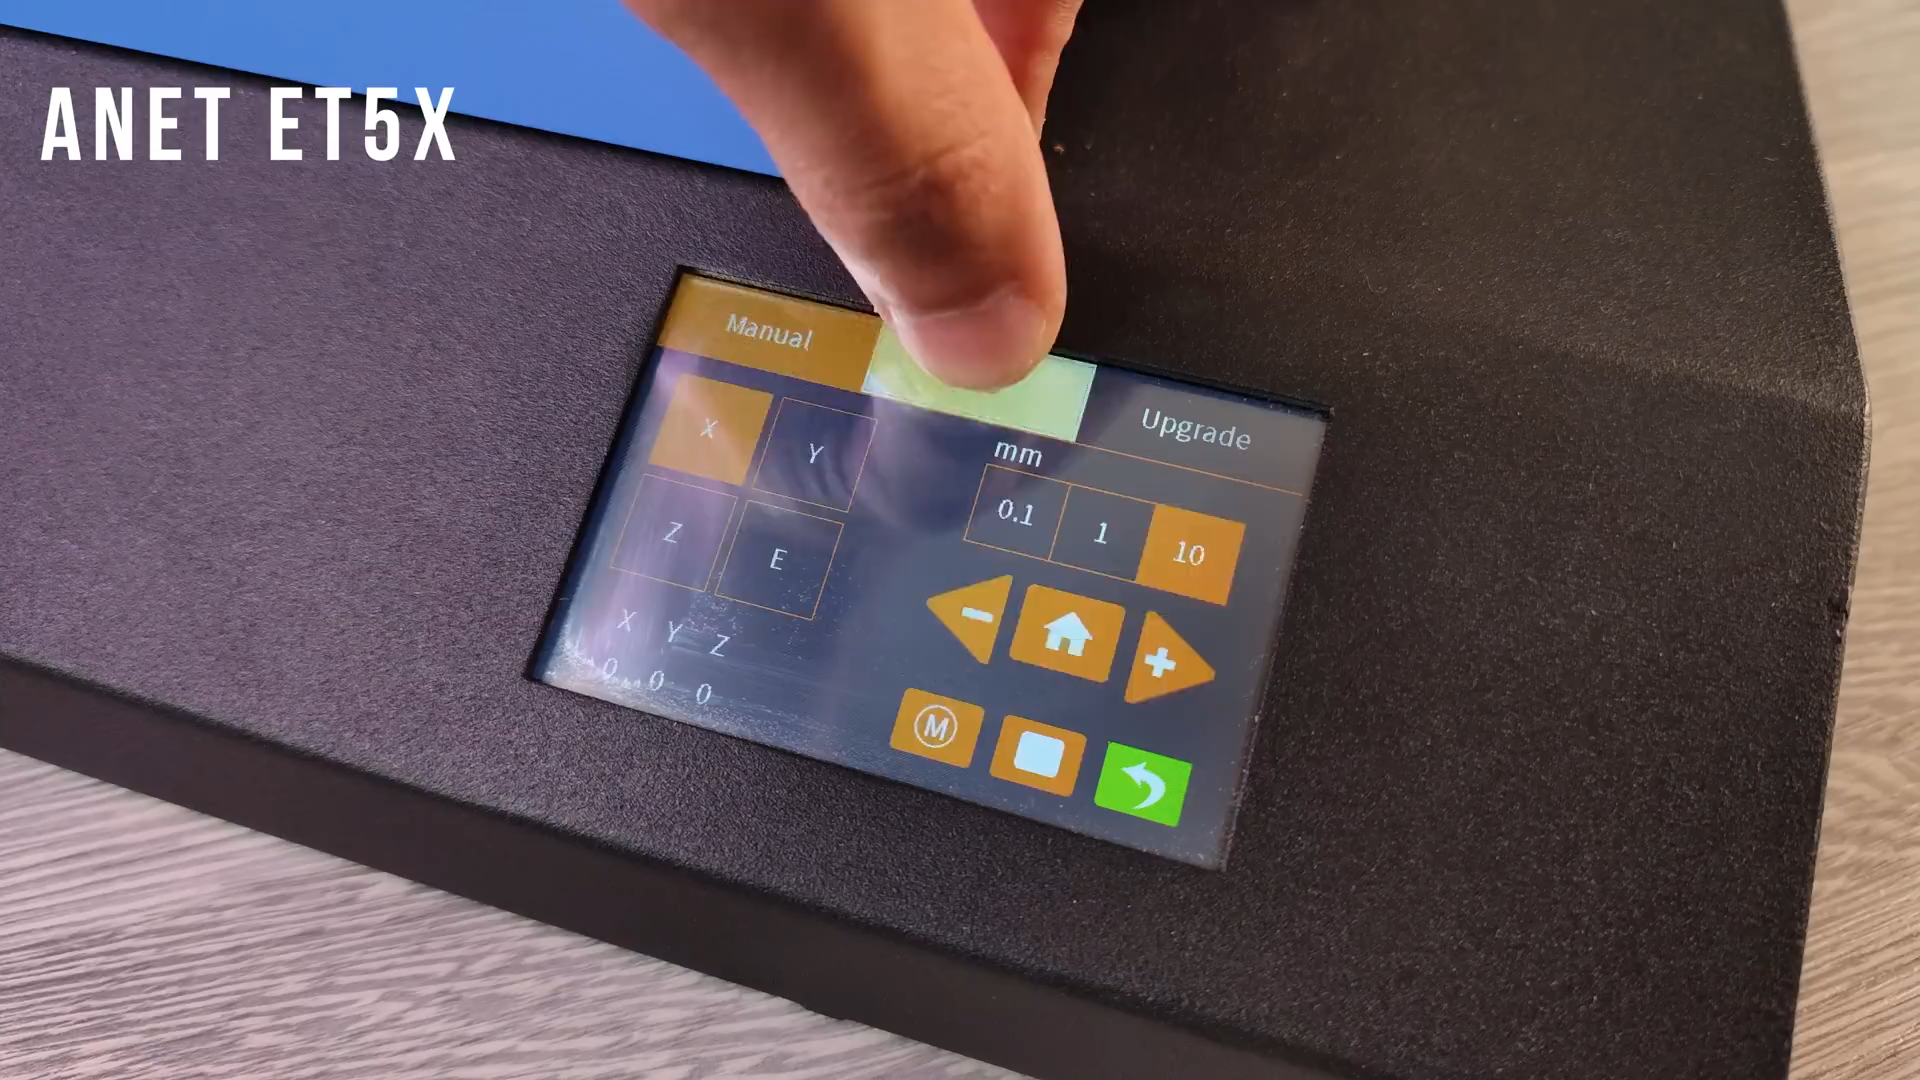 ANET ET5X
Manual
Upgrade
mm
X
Y
0.1
1
10
Z
E
X Y Z
0 0 0
M